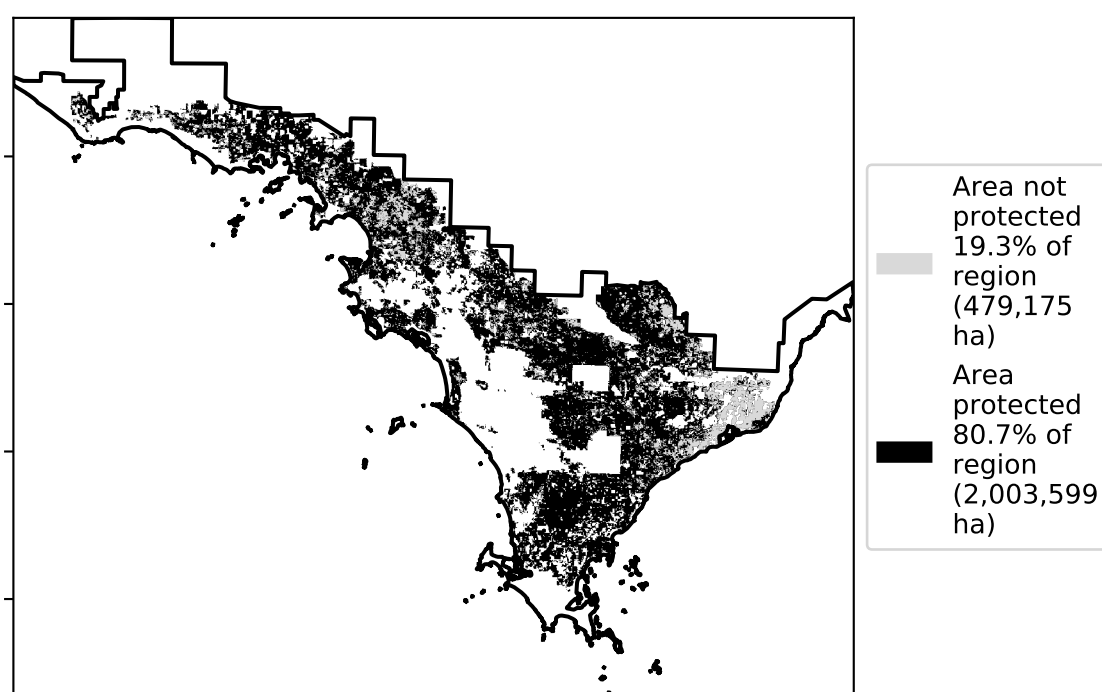 Area not
protected
19.3% of
region
(479,175
ha)
Area
protected
80.7% of
region
(2,003,599
ha)